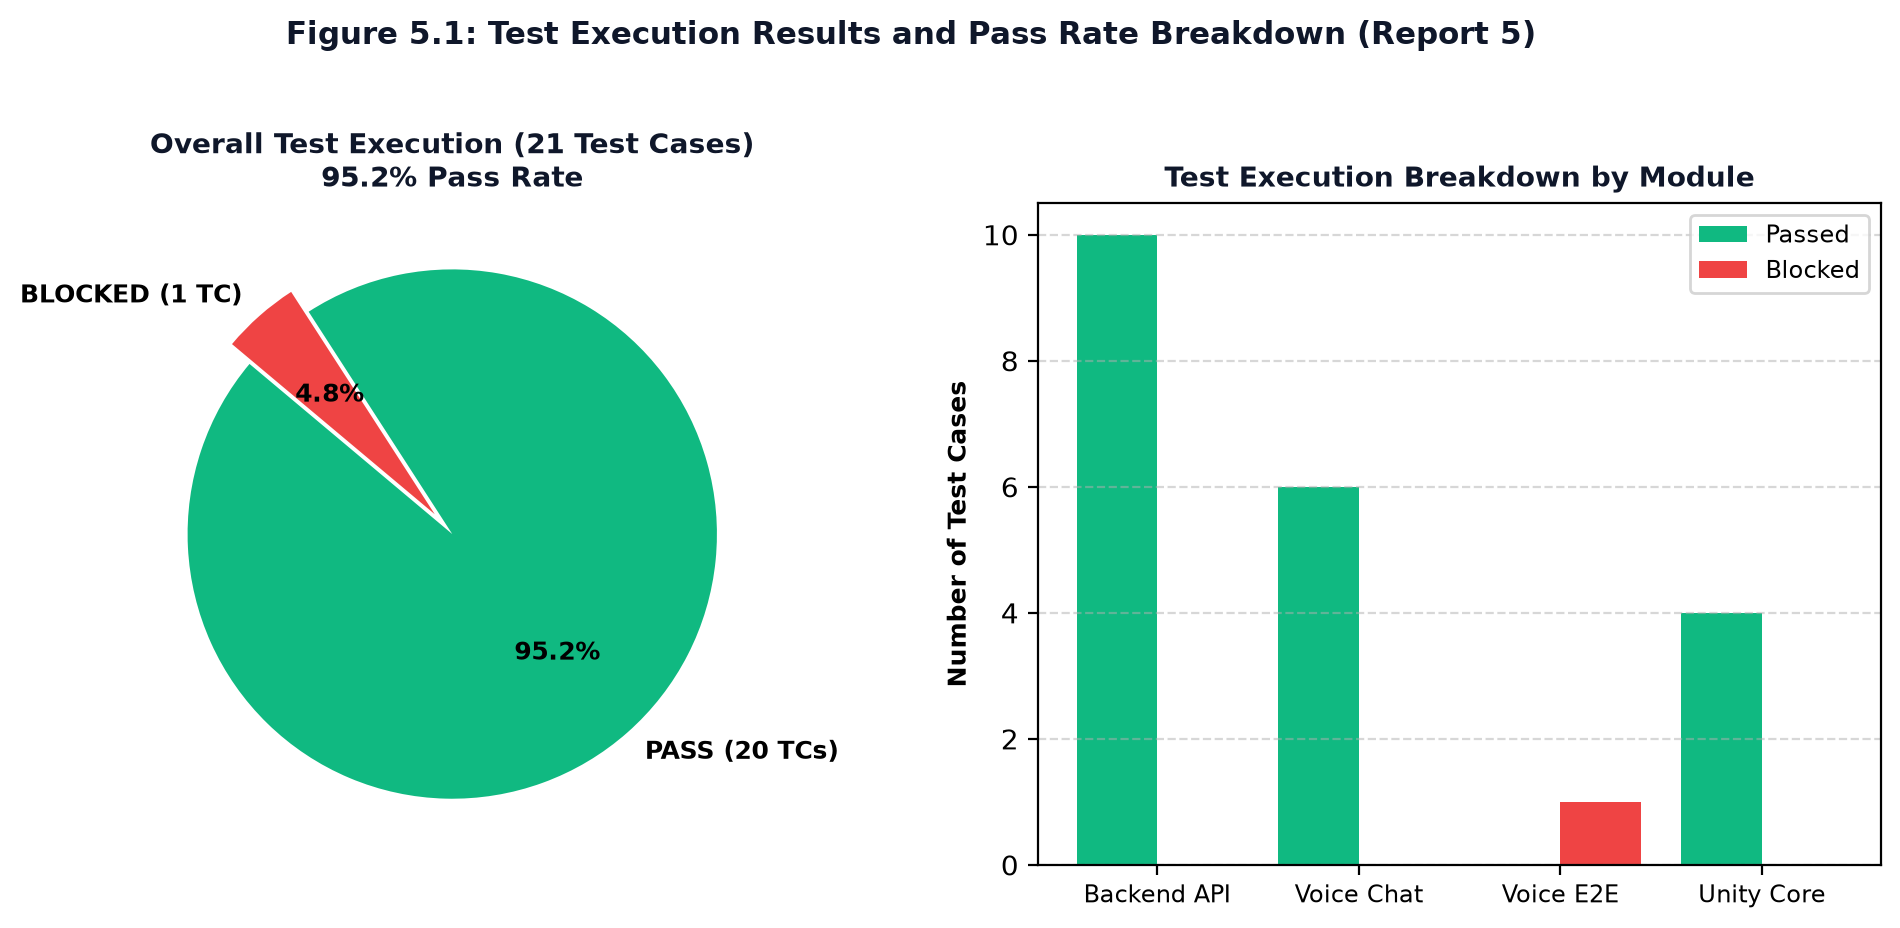 Figure 5.1: Test Execution Results and Pass Rate Breakdown (Report 5)
Overall Test Execution (21 Test Cases)
95.2% Pass Rate
BLOCKED (1 TC)
4.8%
95.2%
PASS (20 TCs)
Test Execution Breakdown by Module
Number of Test Cases
10
8
6
4
2
0
Passed
Blocked
Backend API
Voice Chat
Voice E2E
Unity Core